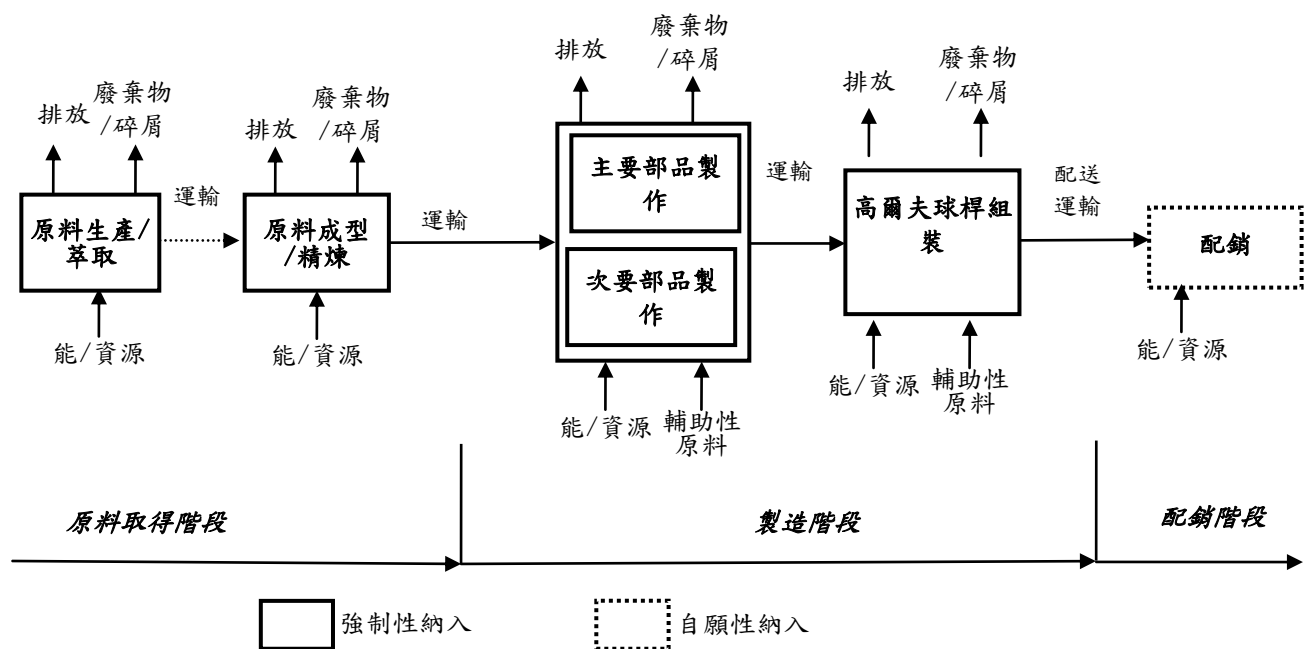 排放
廢棄物
/碎屑
排放
廢棄物
/碎屑
排放
廢棄物
/碎屑
排放
廢棄物
/碎屑
原料生產/
萃取
運輸
原料成型
/精煉
運輸
主要部品製
作
次要部品製
作
運輸
高爾夫球桿組
裝
配送
運輸
配銷
能/資源
能/資源
能/資源
輔助性
原料
能/資源
輔助性
原料
能/資源
原料取得階段
製造階段
配銷階段
強制性納入
自願性納入